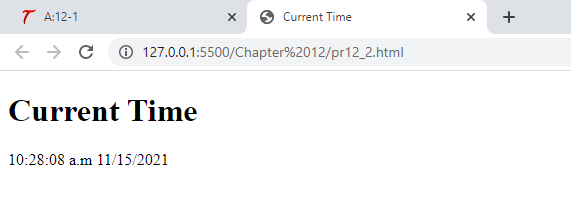 A:12-1
Current Time
127.0.0.1:5500/Chapter%2012/pr12_2.html
Current Time
10:28:08 a.m 11/15/2021